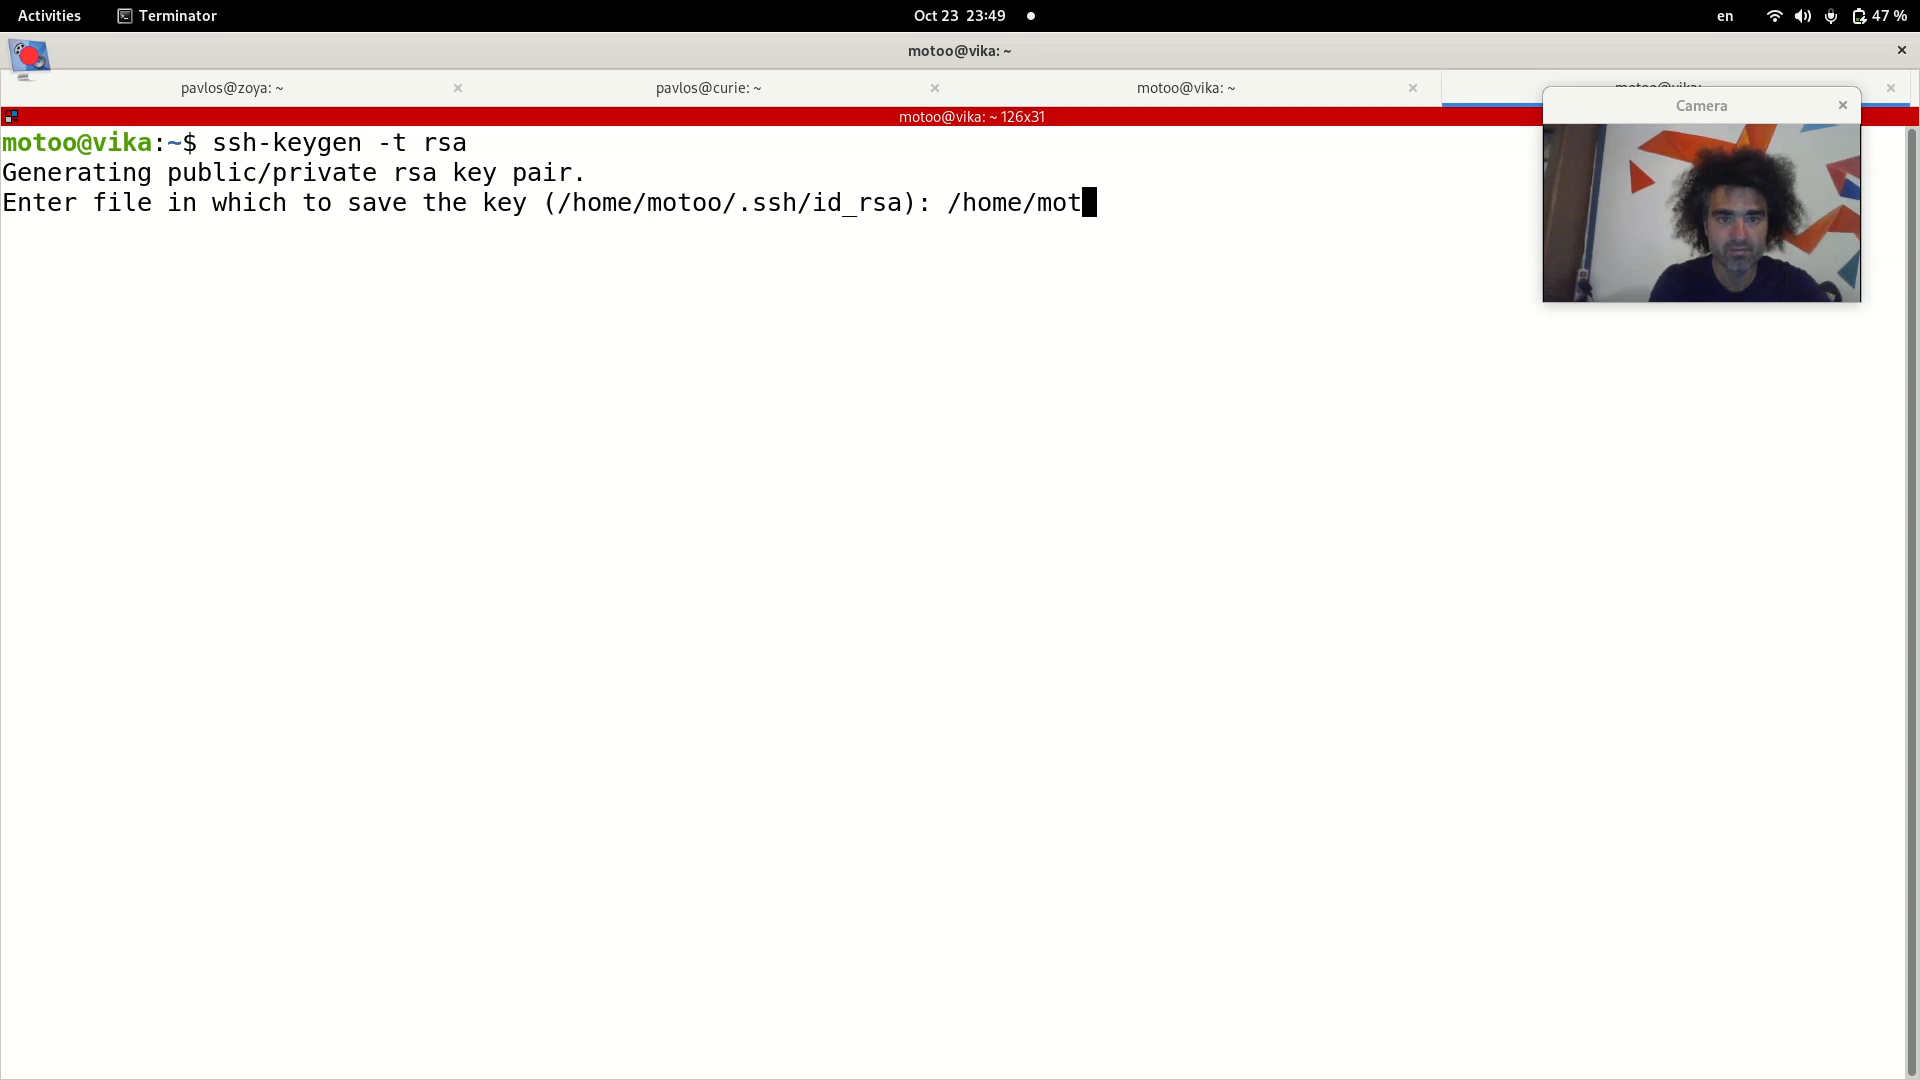 Activities Terminator Oct 23 23:49 en 47 %
motoo@vika: ~
pavlos@zoya: ~ pavlos@curie: ~ motoo@vika: ~ motoo@vika:
Camera
motoo@vika: ~ 126x31
motoo@vika:~$ ssh-keygen -t rsa
Generating public/private rsa key pair.
Enter file in which to save the key (/home/motoo/.ssh/id_rsa): /home/mot